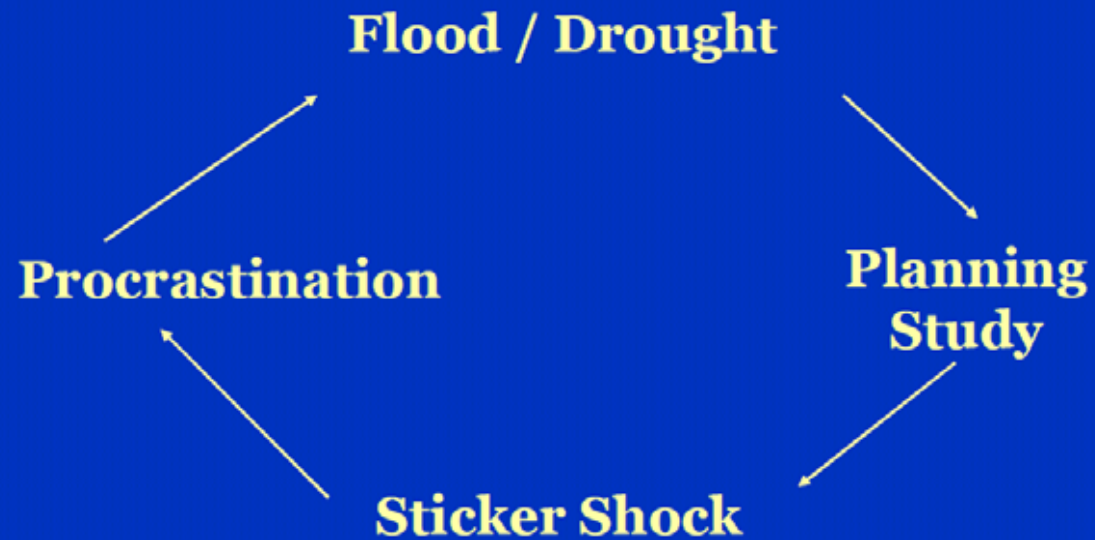 Flood / Drought
Procrastination
Planning
Study
Sticker Shock